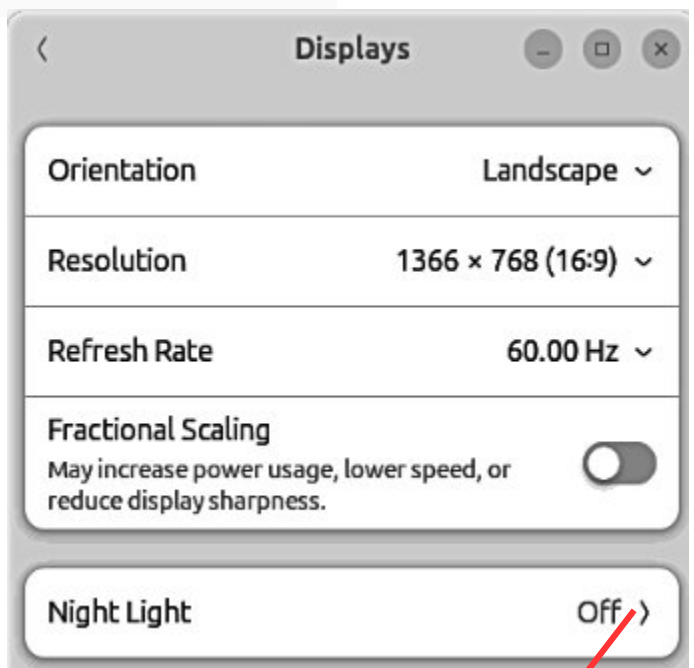 Displays
Orientation Landscape
Resolution 1366 × 768 (16:9)
Refresh Rate 60.00 Hz
Fractional Scaling
May increase power usage, lower speed, or
reduce display sharpness.
Night Light Off